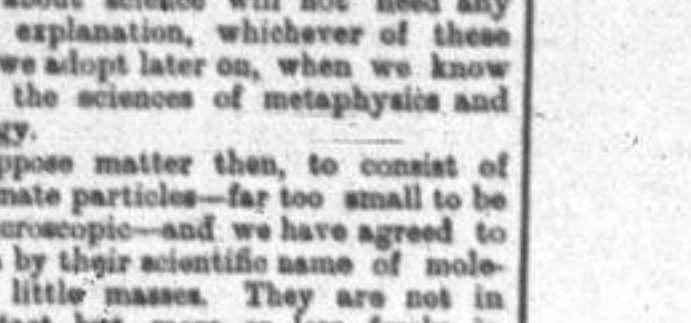 about science will not need any
explanation, whichever of these
we adopt later on, when we know
the sciences of metaphysics and
gy.
ppose matter then, to consist of
mate particles—far too small to be
croscopic—and we have agreed to
by their scientific name of mole-
little masses. They are not in